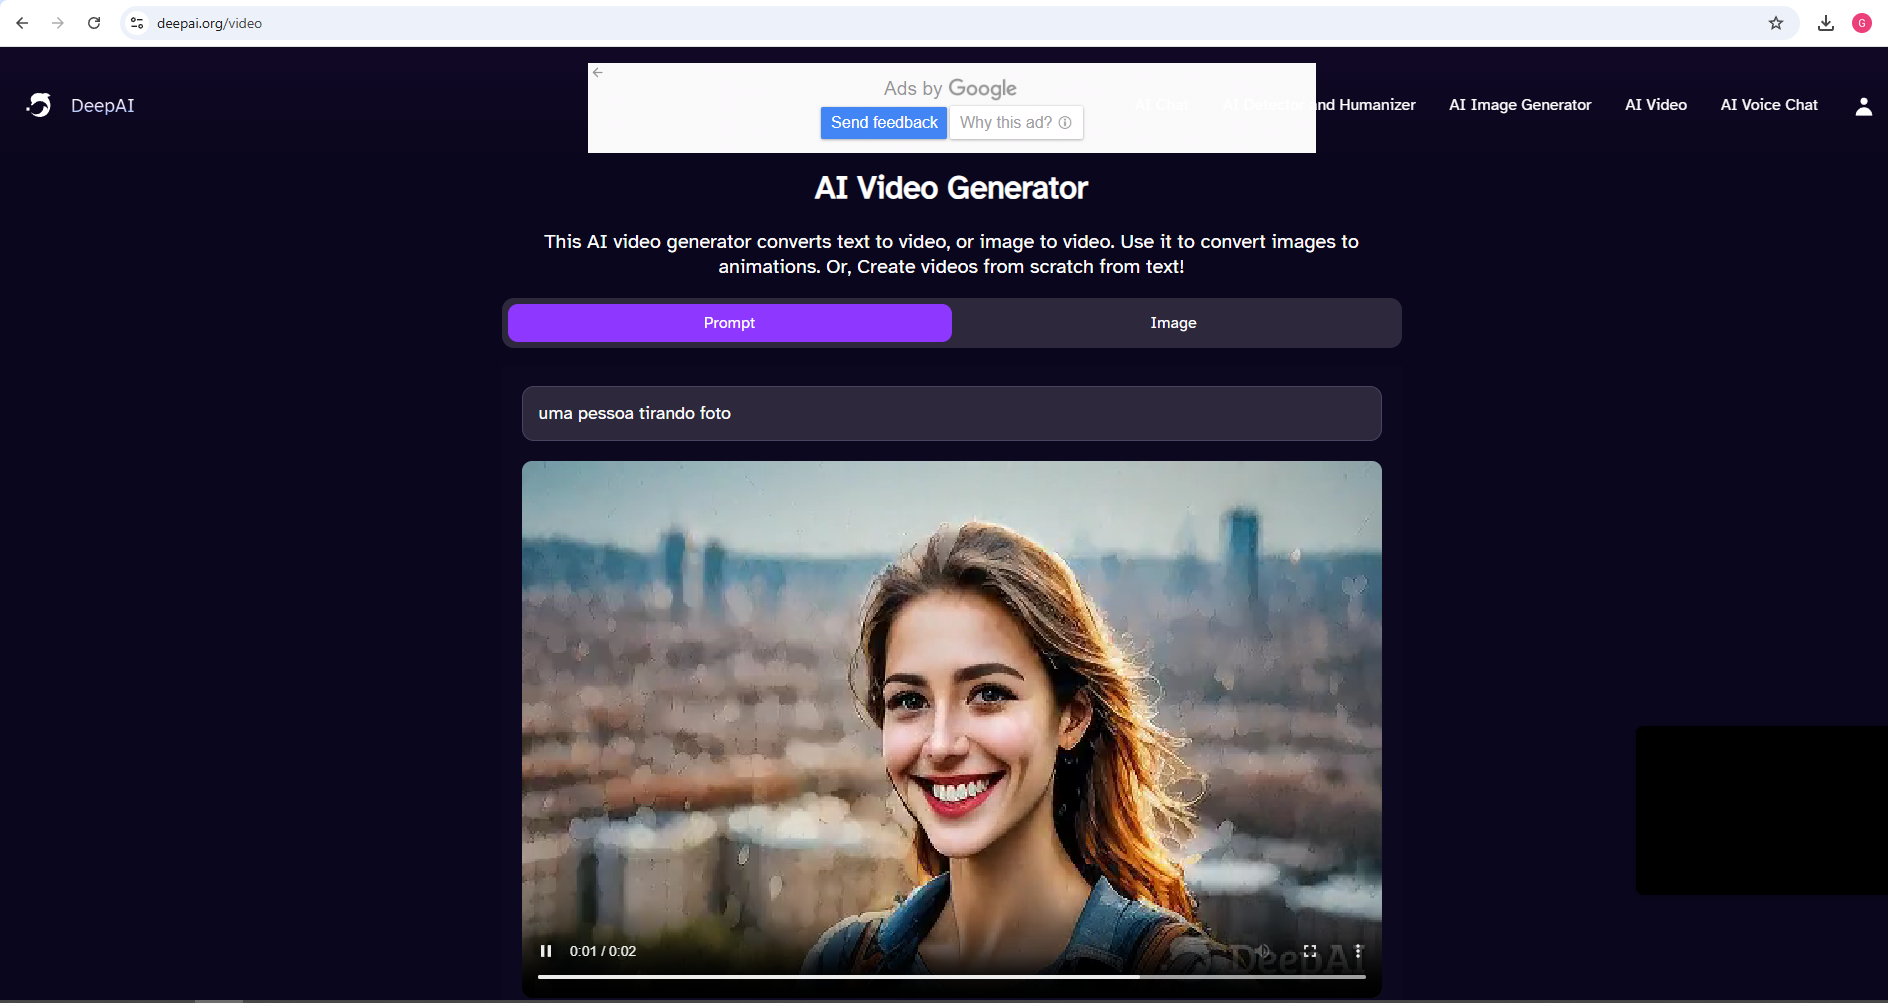 deepai.org/video
G
DeepAI
Ads by Google
Send feedback
Why this ad?
AI Chat
AI Detector and Humanizer
AI Image Generator
AI Video
AI Voice Chat
AI Video Generator
This AI video generator converts text to video, or image to video. Use it to convert images to
animations. Or, Create videos from scratch from text!
Prompt
Image
uma pessoa tirando foto
0:01 / 0:02
DeepAI